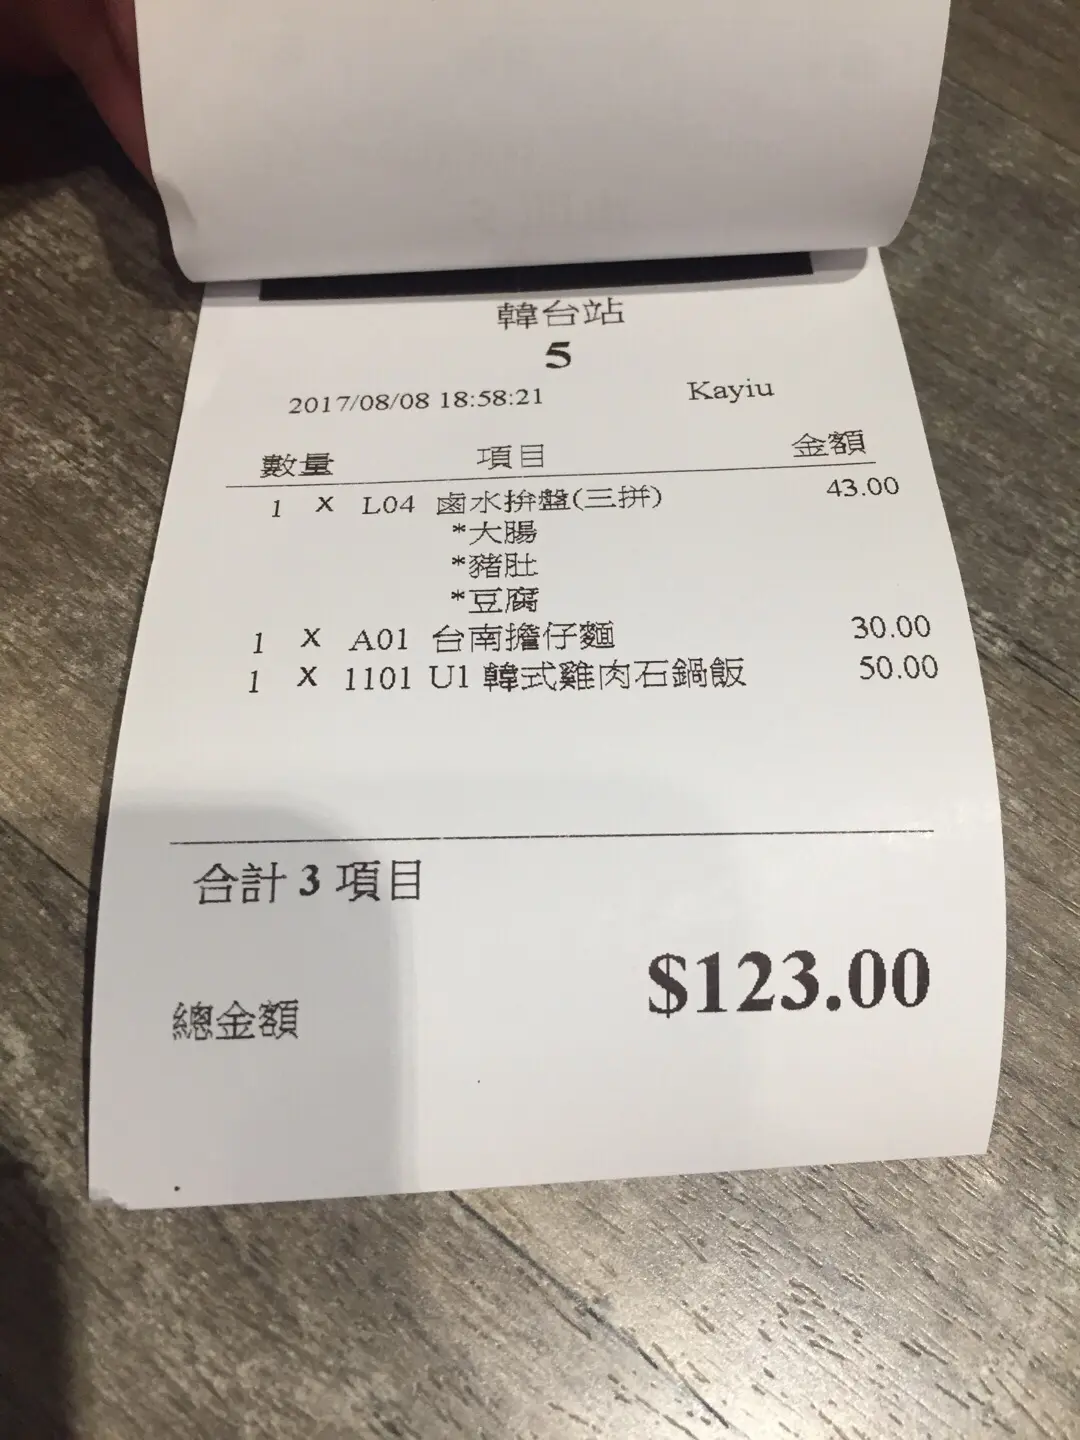 韓台站
5
2017/08/08 18:58:21 Kayiu
數量 項目 金額
1 X L04 鹵水拚盤(三拼) 43.00
*大腸
*豬肚
*豆腐
1 X A01 台南擔仔麵 30.00
1 X 1101 U1 韓式雞肉石鍋飯 50.00
合計 3 項目
$123.00
總金額